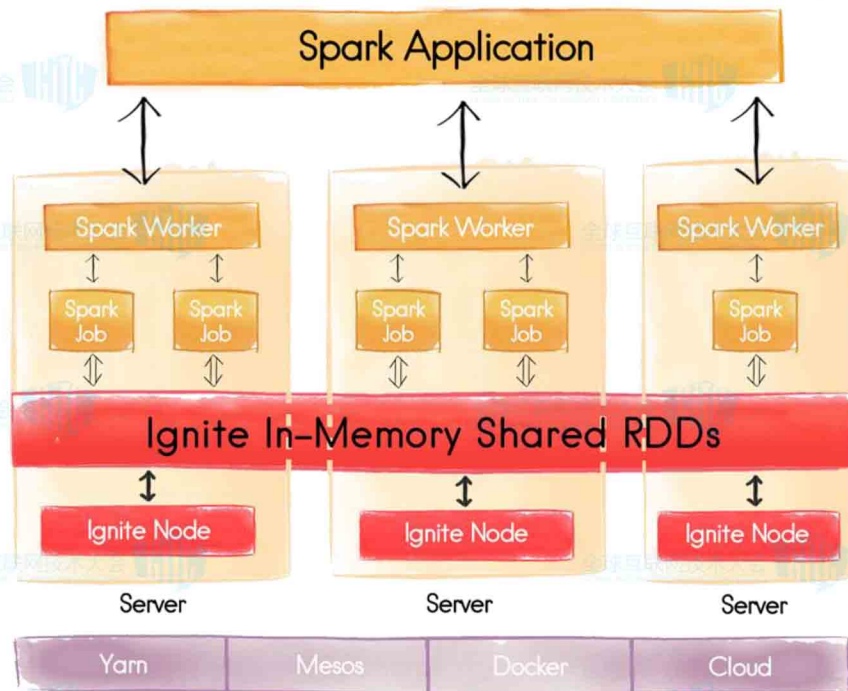 Spark Application
Spark Worker Spark Worker Spark Worker
Spark Job Spark Job Spark Job Spark Job Spark Job
Ignite In-Memory Shared RDDs
Ignite Node Ignite Node Ignite Node
Server Server Server
Yarn Mesos Docker Cloud